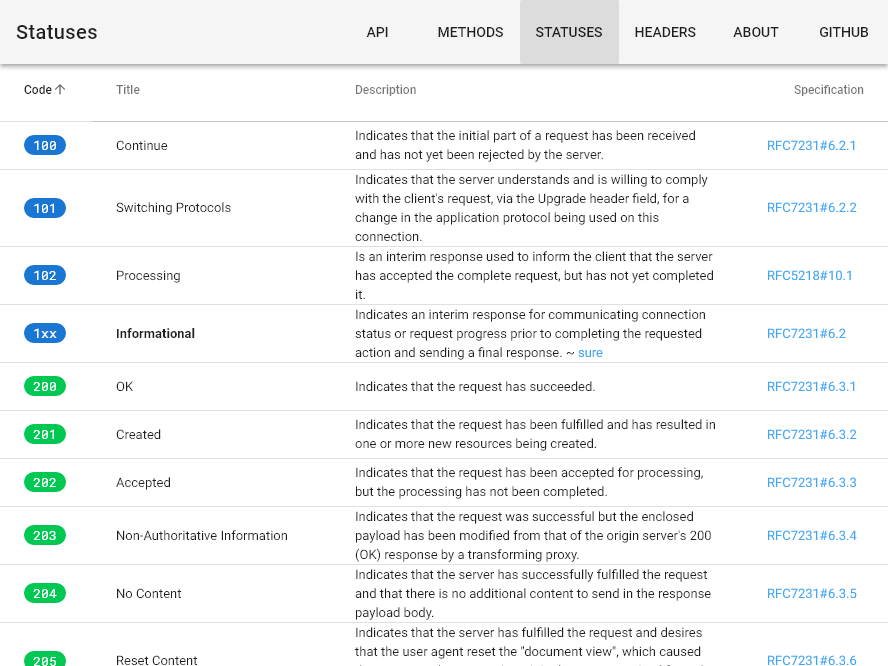 Statuses
API
METHODS
STATUSES
HEADERS
ABOUT
GITHUB
Code
Title
Description
Specification
100
Continue
Indicates that the initial part of a request has been received
and has not yet been rejected by the server.
RFC7231#6.2.1
101
Switching Protocols
Indicates that the server understands and is willing to comply
with the client's request, via the Upgrade header field, for a
change in the application protocol being used on this
connection.
RFC7231#6.2.2
102
Processing
Is an interim response used to inform the client that the server
has accepted the complete request, but has not yet completed
it.
RFC5218#10.1
1xx
Informational
Indicates an interim response for communicating connection
status or request progress prior to completing the requested
action and sending a final response. ~ sure
RFC7231#6.2
200
OK
Indicates that the request has succeeded.
RFC7231#6.3.1
201
Created
Indicates that the request has been fulfilled and has resulted in
one or more new resources being created.
RFC7231#6.3.2
202
Accepted
Indicates that the request has been accepted for processing,
but the processing has not been completed.
RFC7231#6.3.3
203
Non-Authoritative Information
Indicates that the request was successful but the enclosed
payload has been modified from that of the origin server's 200
(OK) response by a transforming proxy.
RFC7231#6.3.4
204
No Content
Indicates that the server has successfully fulfilled the request
and that there is no additional content to send in the response
payload body.
RFC7231#6.3.5
205
Reset Content
Indicates that the server has fulfilled the request and desires
that the user agent reset the "document view", which caused
RFC7231#6.3.6